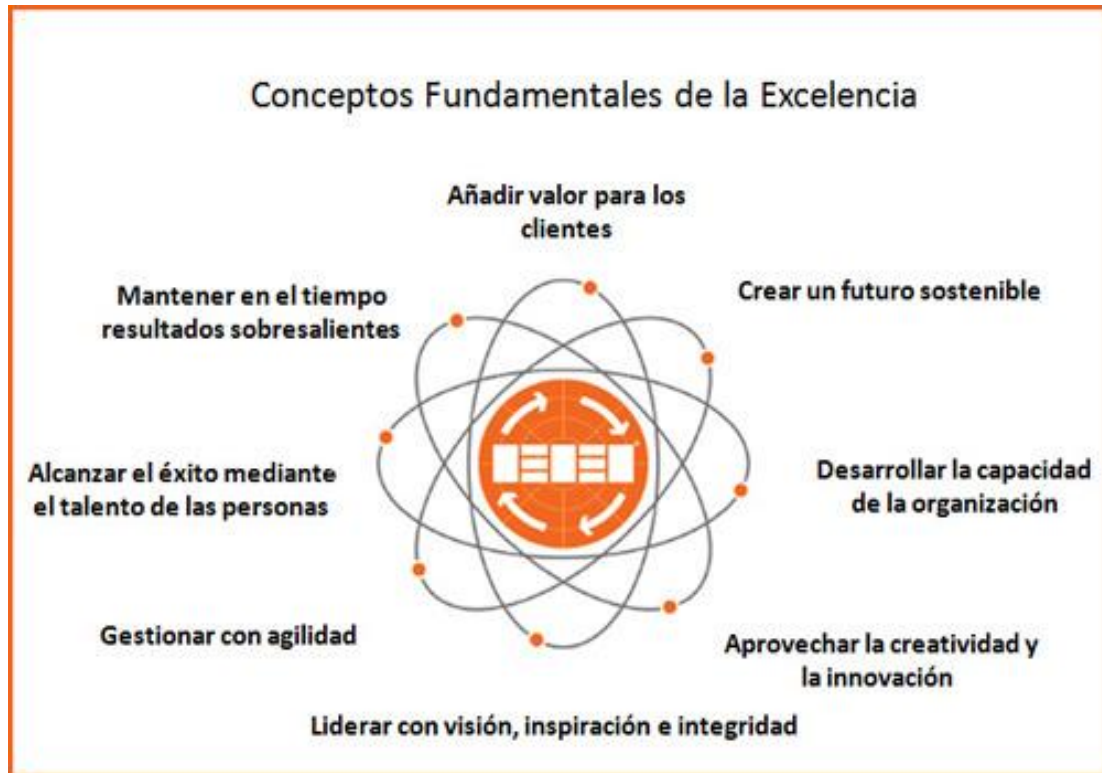 Conceptos Fundamentales de la Excelencia
Añadir valor para los
clientes
Mantener en el tiempo
resultados sobresalientes
Crear un futuro sostenible
Alcanzar el éxito mediante
el talento de las personas
Desarrollar la capacidad
de la organización
Gestionar con agilidad
Aprovechar la creatividad y
la innovación
Liderar con visión, inspiración e integridad